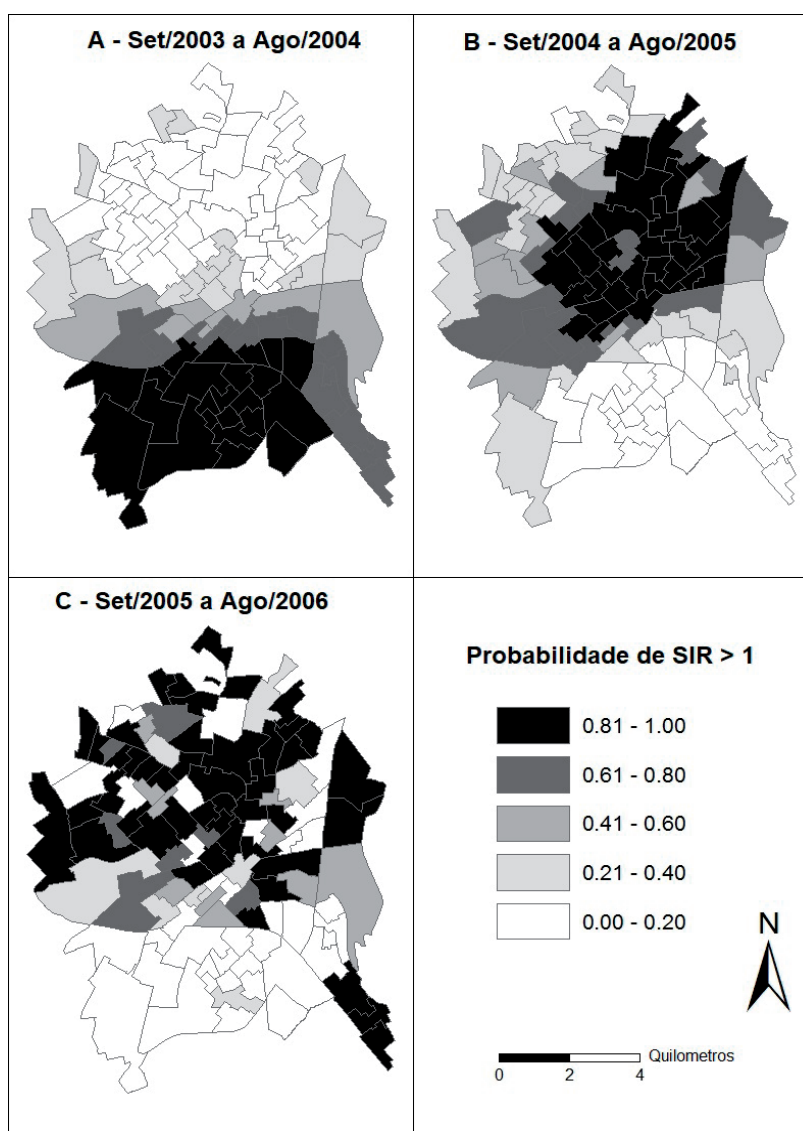 A - Set/2003 a Ago/2004
B - Set/2004 a Ago/2005
C - Set/2005 a Ago/2006
Probabilidade de SIR > 1
0.81 - 1.00
0.61 - 0.80
0.41 - 0.60
0.21 - 0.40
0.00 - 0.20
N
Quilometros
0 2 4